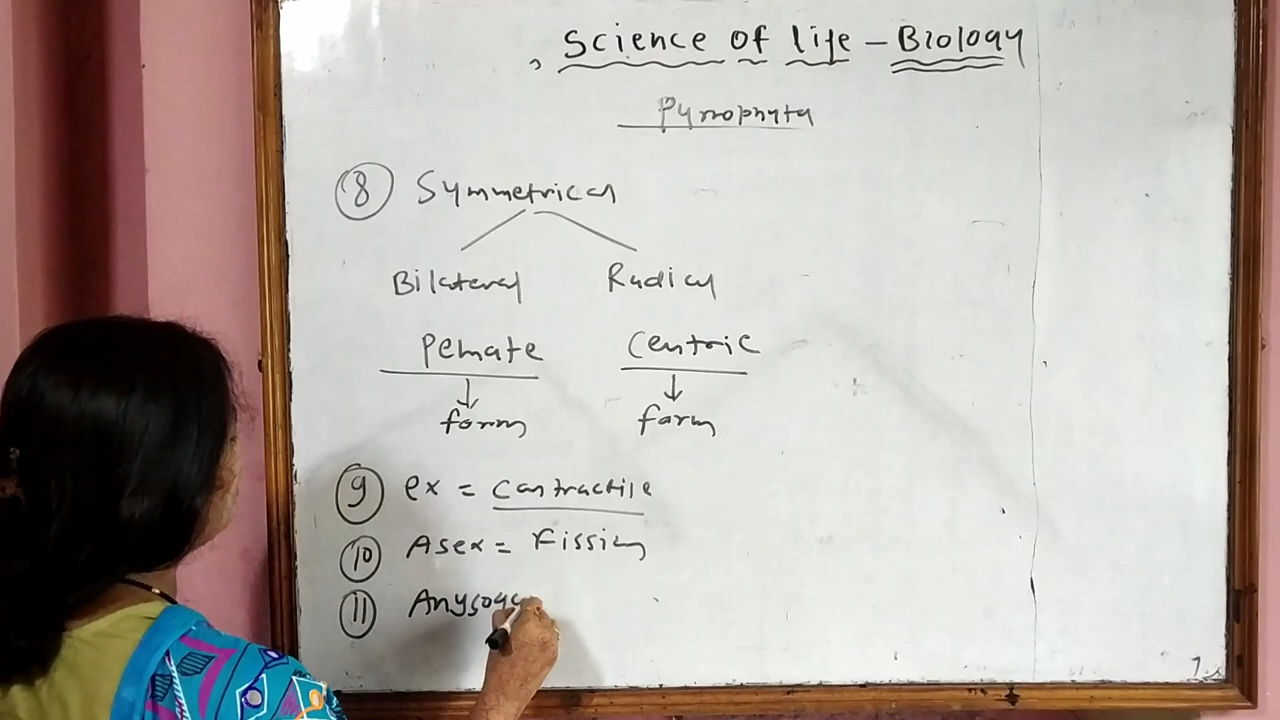 Science of life - Biology
Pyrrophyta
8 Symmetrical
Bilateral Radial
Pennate Centric
form form
9 ex = Contractile
10 Asex = Fission
11